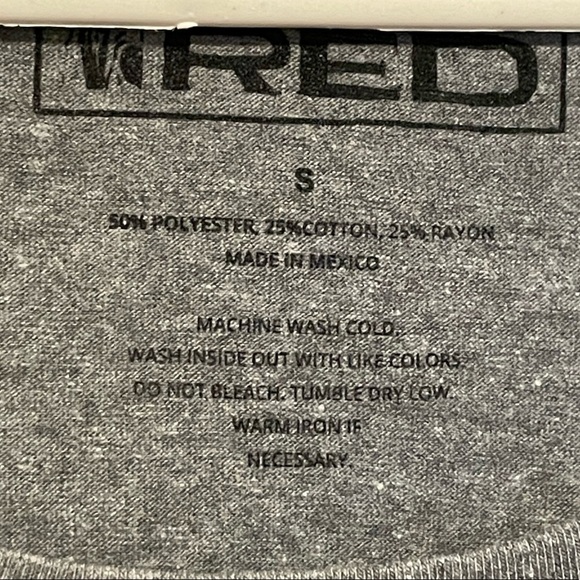 RED
S
50% POLYESTER, 25%COTTON, 25% RAYON
MADE IN MEXICO
MACHINE WASH COLD.
WASH INSIDE OUT WITH LIKE COLORS.
DO NOT BLEACH. TUMBLE DRY LOW.
WARM IRON IF
NECESSARY.